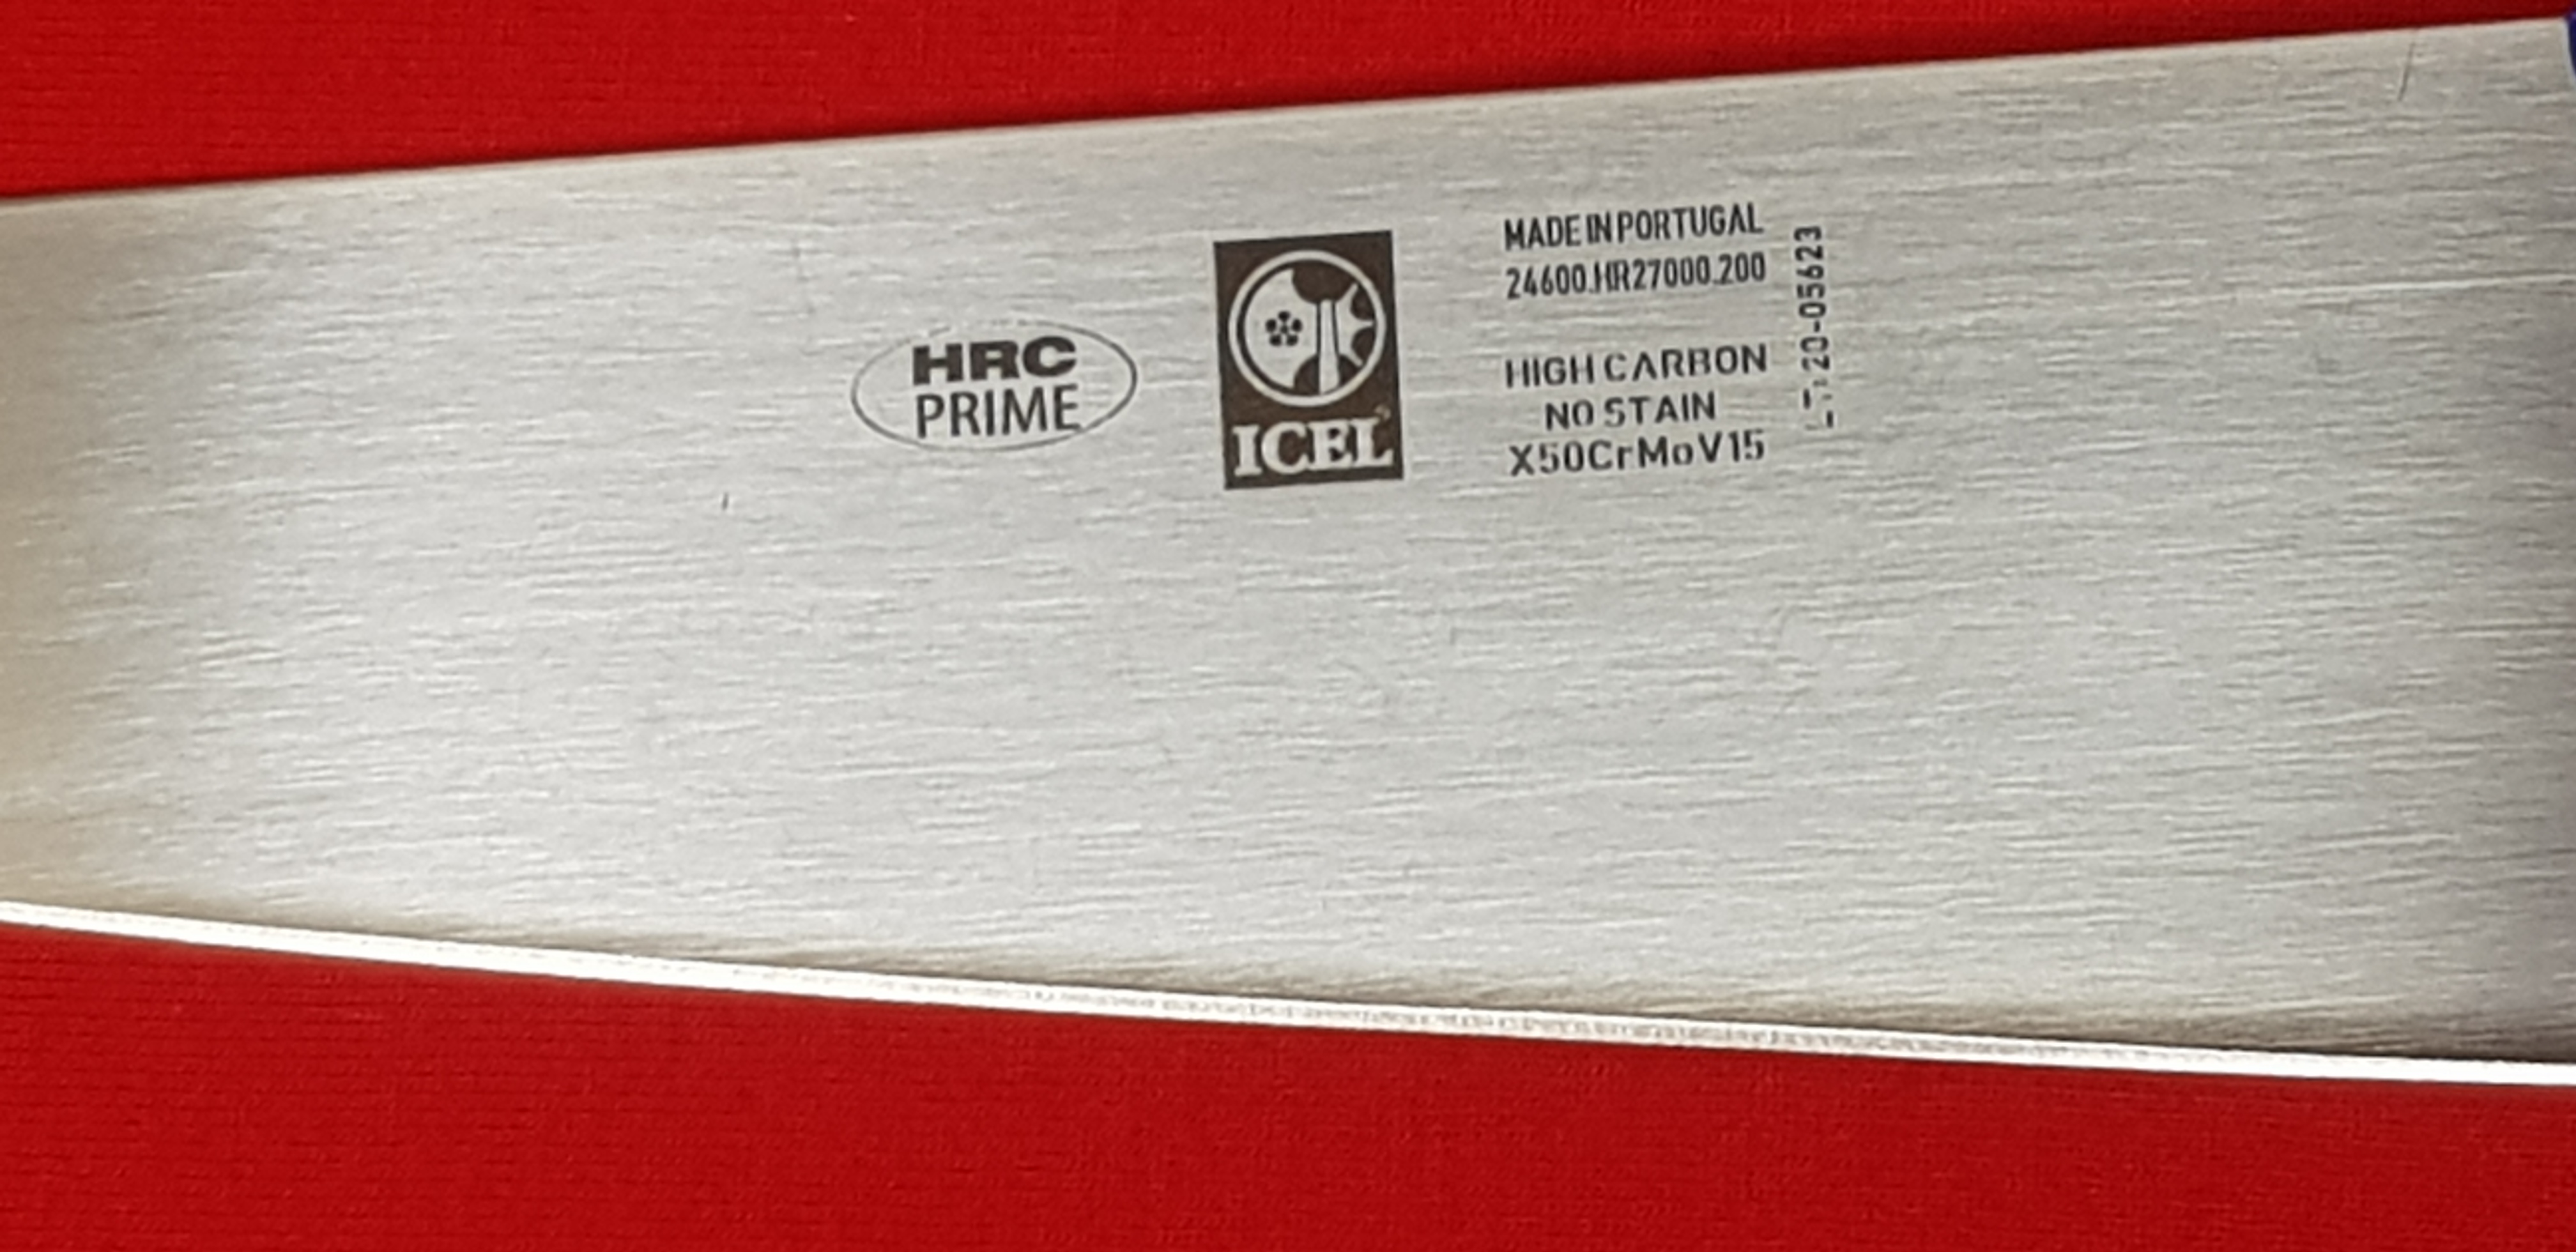 HRC
PRIME
ICEL
MADE IN PORTUGAL
24600.HR27000.200
HIGH CARBON
NO STAIN
X50CrMoV15
20-05623